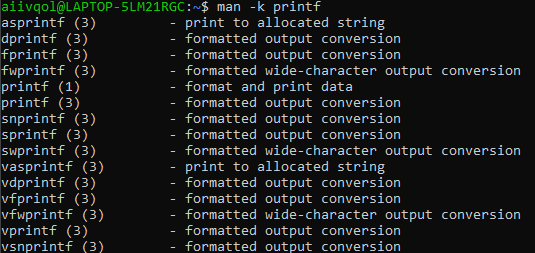 aiivqol@LAPTOP-5LM21RGC:~$ man -k printf
asprintf (3)         - print to allocated string
dprintf (3)          - formatted output conversion
fprintf (3)          - formatted output conversion
fwprintf (3)         - formatted wide-character output conversion
printf (1)           - format and print data
printf (3)           - formatted output conversion
snprintf (3)         - formatted output conversion
sprintf (3)          - formatted output conversion
swprintf (3)         - formatted wide-character output conversion
vasprintf (3)        - print to allocated string
vdprintf (3)         - formatted output conversion
vfprintf (3)         - formatted output conversion
vfwprintf (3)        - formatted wide-character output conversion
vprintf (3)          - formatted output conversion
vsnprintf (3)        - formatted output conversion